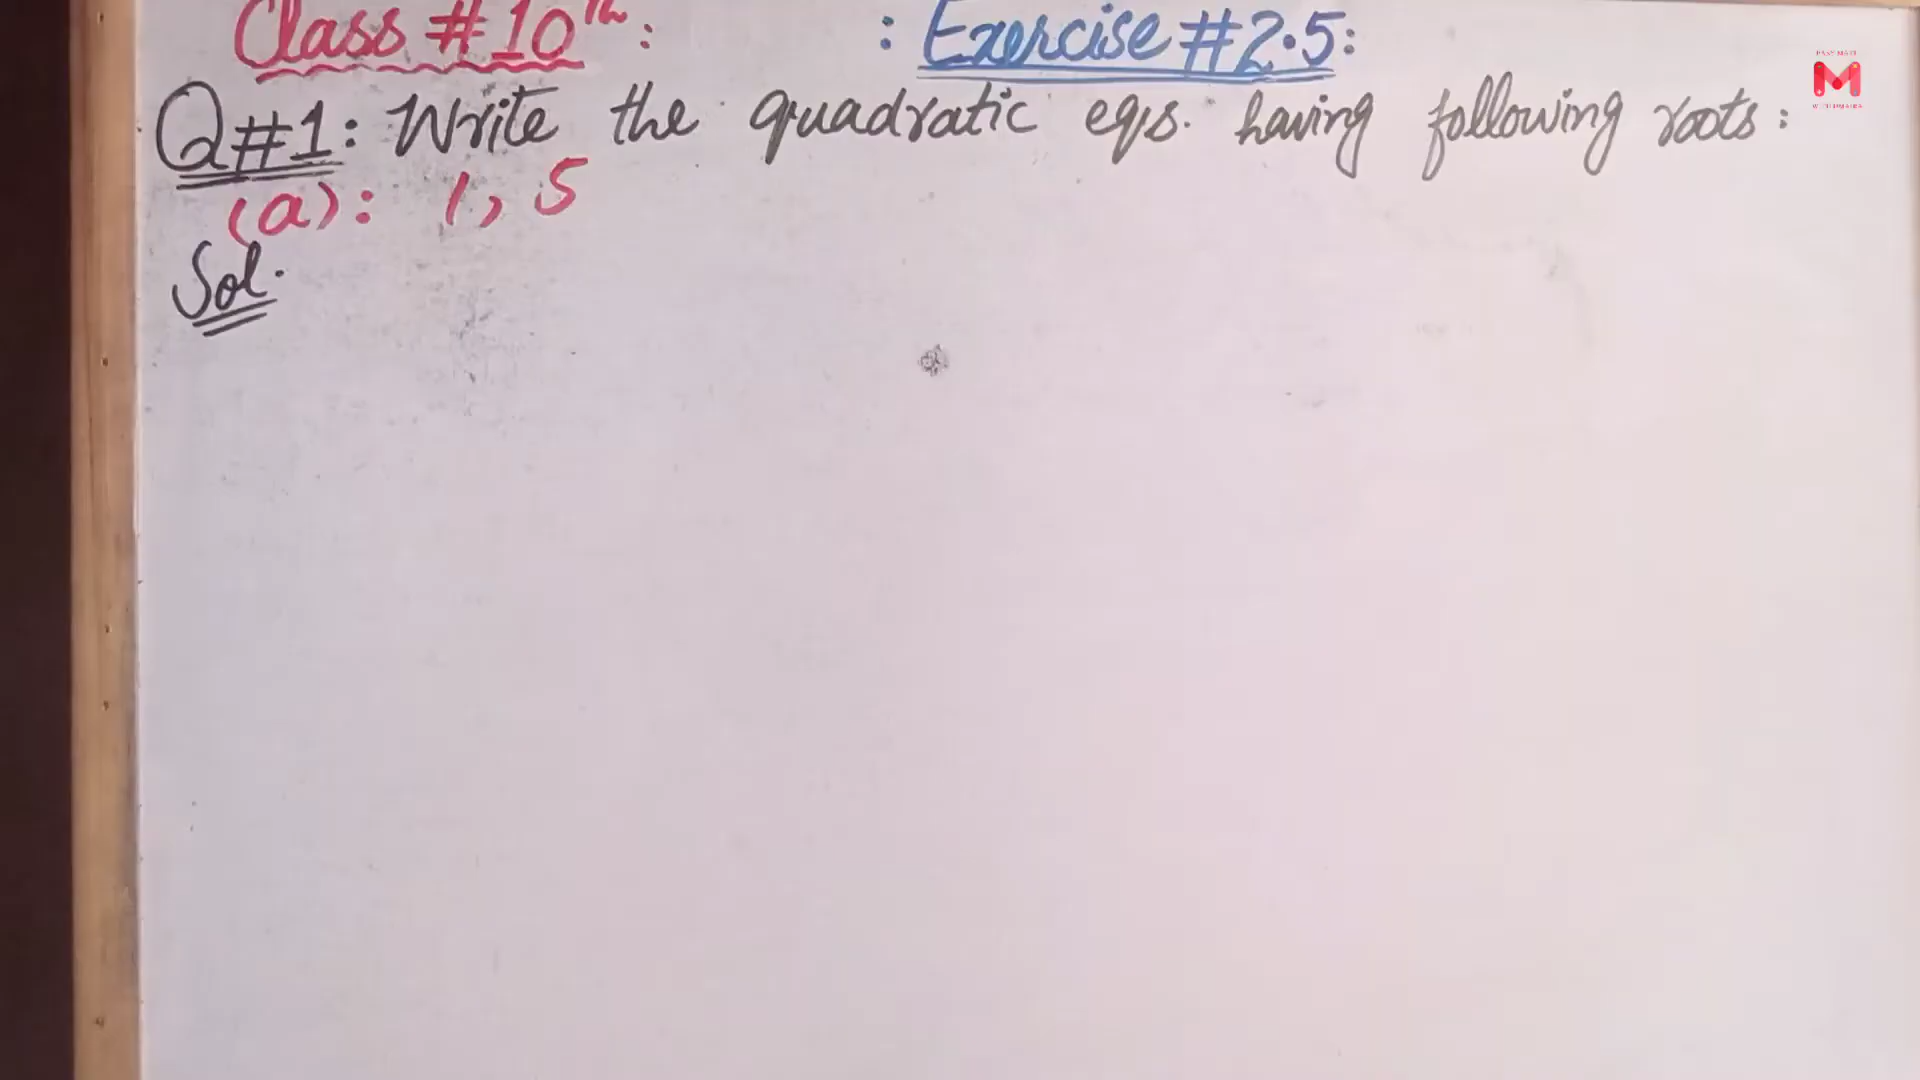 Class #10th: : Exercise #2.5:
Q#1: Write the quadratic eqs. having following roots:
(a): 1, 5
Sol.
M